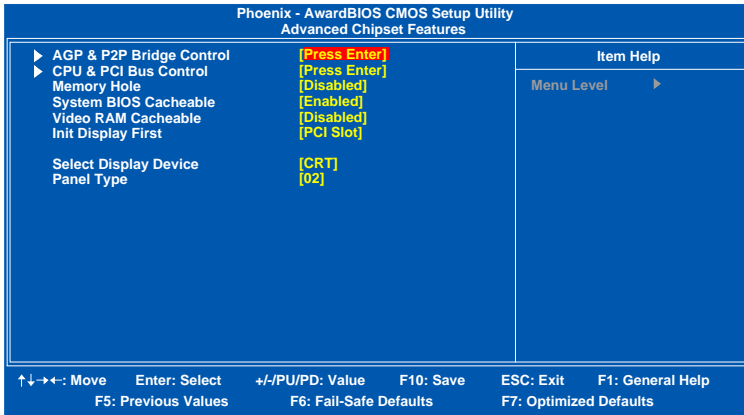 Phoenix - AwardBIOS CMOS Setup Utility
Advanced Chipset Features
AGP & P2P Bridge Control [Press Enter]
CPU & PCI Bus Control [Press Enter]
Memory Hole [Disabled]
System BIOS Cacheable [Enabled]
Video RAM Cacheable [Disabled]
Init Display First [PCI Slot]
Select Display Device [CRT]
Panel Type [02]
Item Help
Menu Level
↑↓→←: Move Enter: Select +/-/PU/PD: Value F10: Save ESC: Exit F1: General Help
F5: Previous Values F6: Fail-Safe Defaults F7: Optimized Defaults